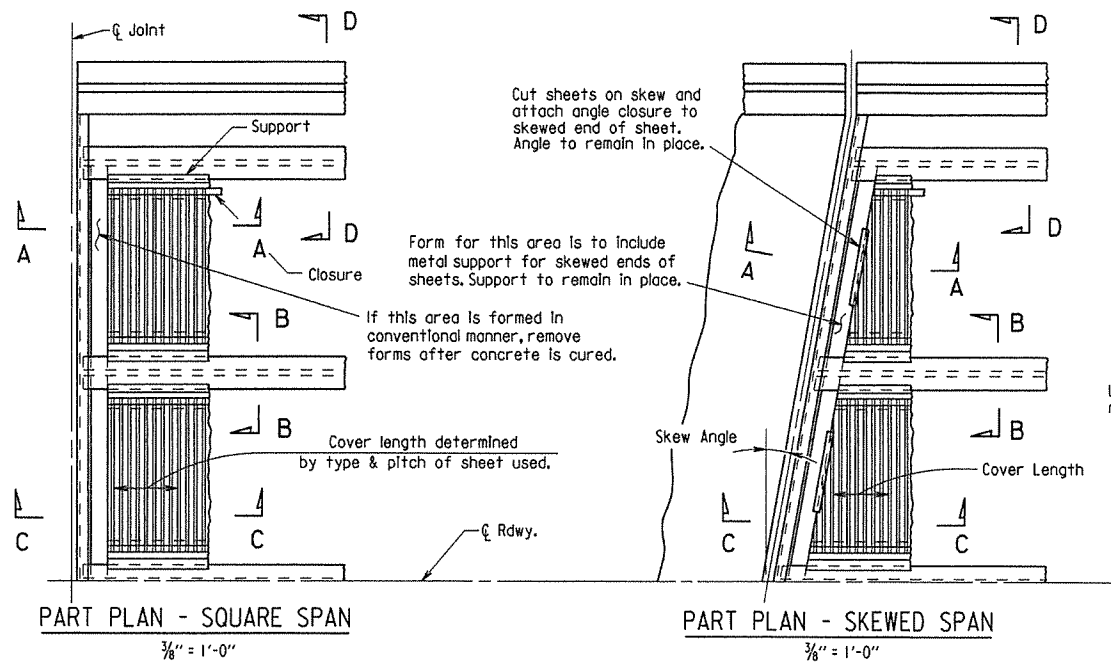 ℄ Joint
D
D
Support
Cut sheets on skew and
attach angle closure to
skewed end of sheet.
Angle to remain in place.
A
A
D
Closure
Form for this area is to include
metal support for skewed ends of
sheets. Support to remain in place.
A
A
D
If this area is formed in
conventional manner, remove
forms after concrete is cured.
B
B
B
B
Cover length determined
by type & pitch of sheet used.
Skew Angle
Cover Length
C
C
C
C
℄ Rdwy.
PART PLAN - SQUARE SPAN
3/8" = 1'-0"
PART PLAN - SKEWED SPAN
3/8" = 1'-0"